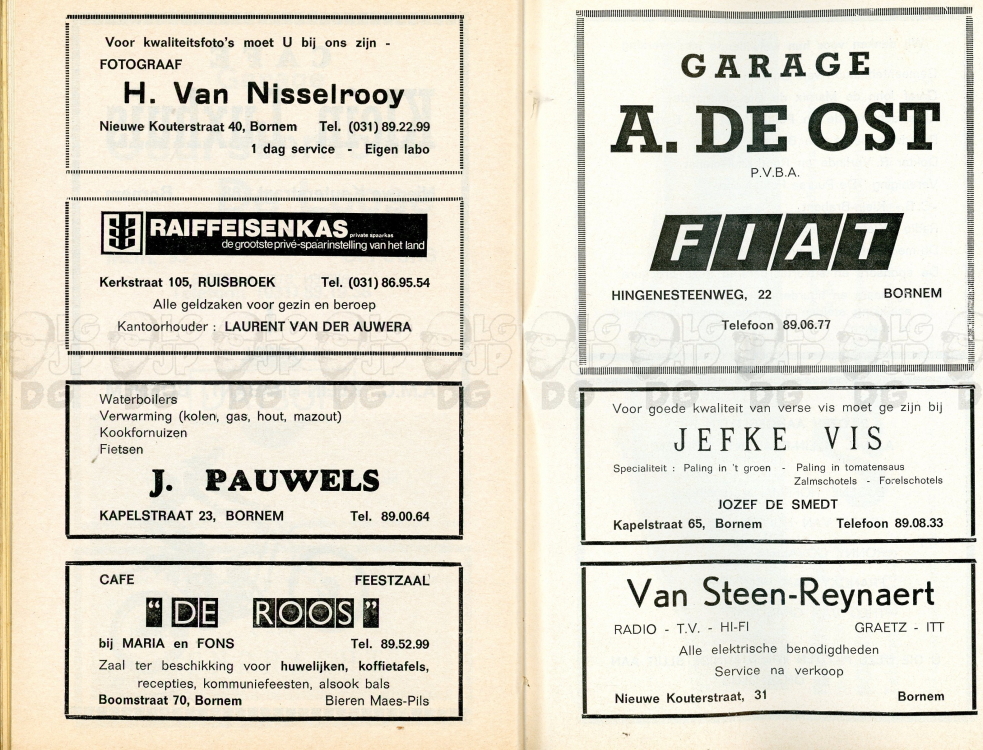 Voor kwaliteitsfoto's moet U bij ons zijn -
FOTOGRAAF
H. Van Nisselrooy
Nieuwe Kouterstraat 40, Bornem Tel. (031) 89.22.99
1 dag service - Eigen labo
RAIFFEISENKAS private spaarkas
de grootste privé-spaarinstelling van het land
Kerkstraat 105, RUISBROEK Tel. (031) 86.95.54
Alle geldzaken voor gezin en beroep
Kantoorhouder : LAURENT VAN DER AUWERA
Waterboilers
Verwarming (kolen, gas, hout, mazout)
Kookfornuizen
Fietsen
J. PAUWELS
KAPELSTRAAT 23, BORNEM Tel. 89.00.64
CAFE FEESTZAAL
"DE ROOS"
bij MARIA en FONS Tel. 89.52.99
Zaal ter beschikking voor huwelijken, koffietafels,
recepties, kommuniefeesten, alsook bals
Boomstraat 70, Bornem Bieren Maes-Pils
GARAGE
A. DE OST
P.V.B.A.
FIAT
HINGENESTEENWEG, 22 BORNEM
Telefoon 89.06.77
Voor goede kwaliteit van verse vis moet ge zijn bij
JEFKE VIS
Specialiteit : Paling in 't groen - Paling in tomatensaus
Zalmschotels - Forelschotels
JOZEF DE SMEDT
Kapelstraat 65, Bornem Telefoon 89.08.33
Van Steen-Reynaert
RADIO - T.V. - HI-FI GRAETZ - ITT
Alle elektrische benodigdheden
Service na verkoop
Nieuwe Kouterstraat, 31 Bornem
LG
JP
DG